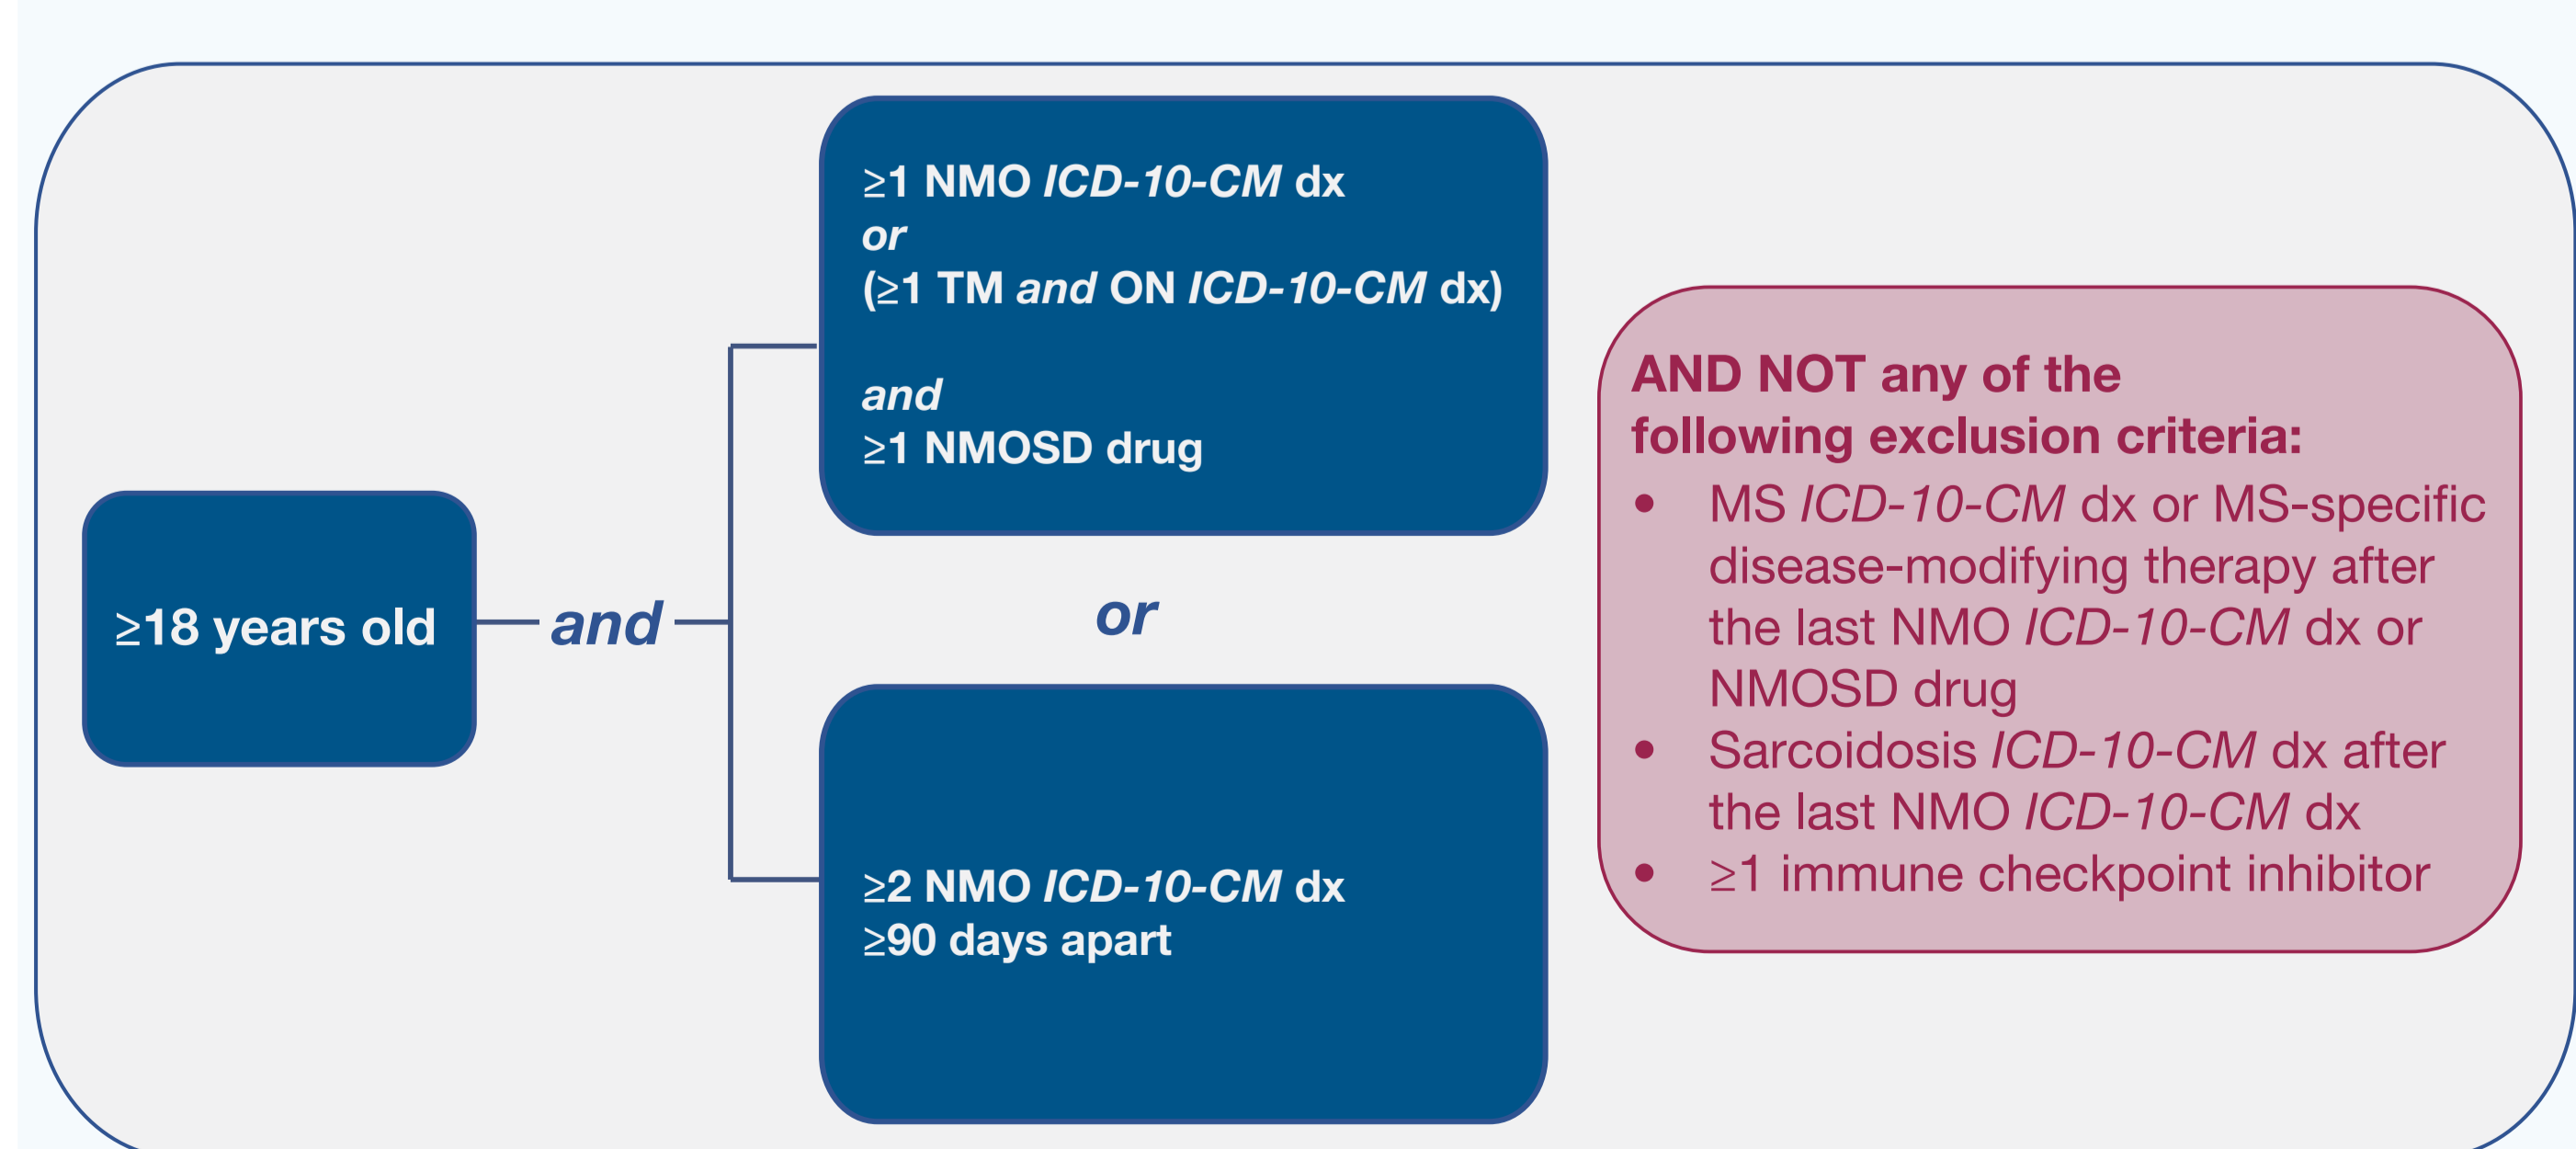 ≥18 years old
and
≥1 NMO ICD-10-CM dx
or
(≥1 TM and ON ICD-10-CM dx)
and
≥1 NMOSD drug
or
≥2 NMO ICD-10-CM dx
≥90 days apart
AND NOT any of the
following exclusion criteria:
• MS ICD-10-CM dx or MS-specific
disease-modifying therapy after
the last NMO ICD-10-CM dx or
NMOSD drug
• Sarcoidosis ICD-10-CM dx after
the last NMO ICD-10-CM dx
• ≥1 immune checkpoint inhibitor